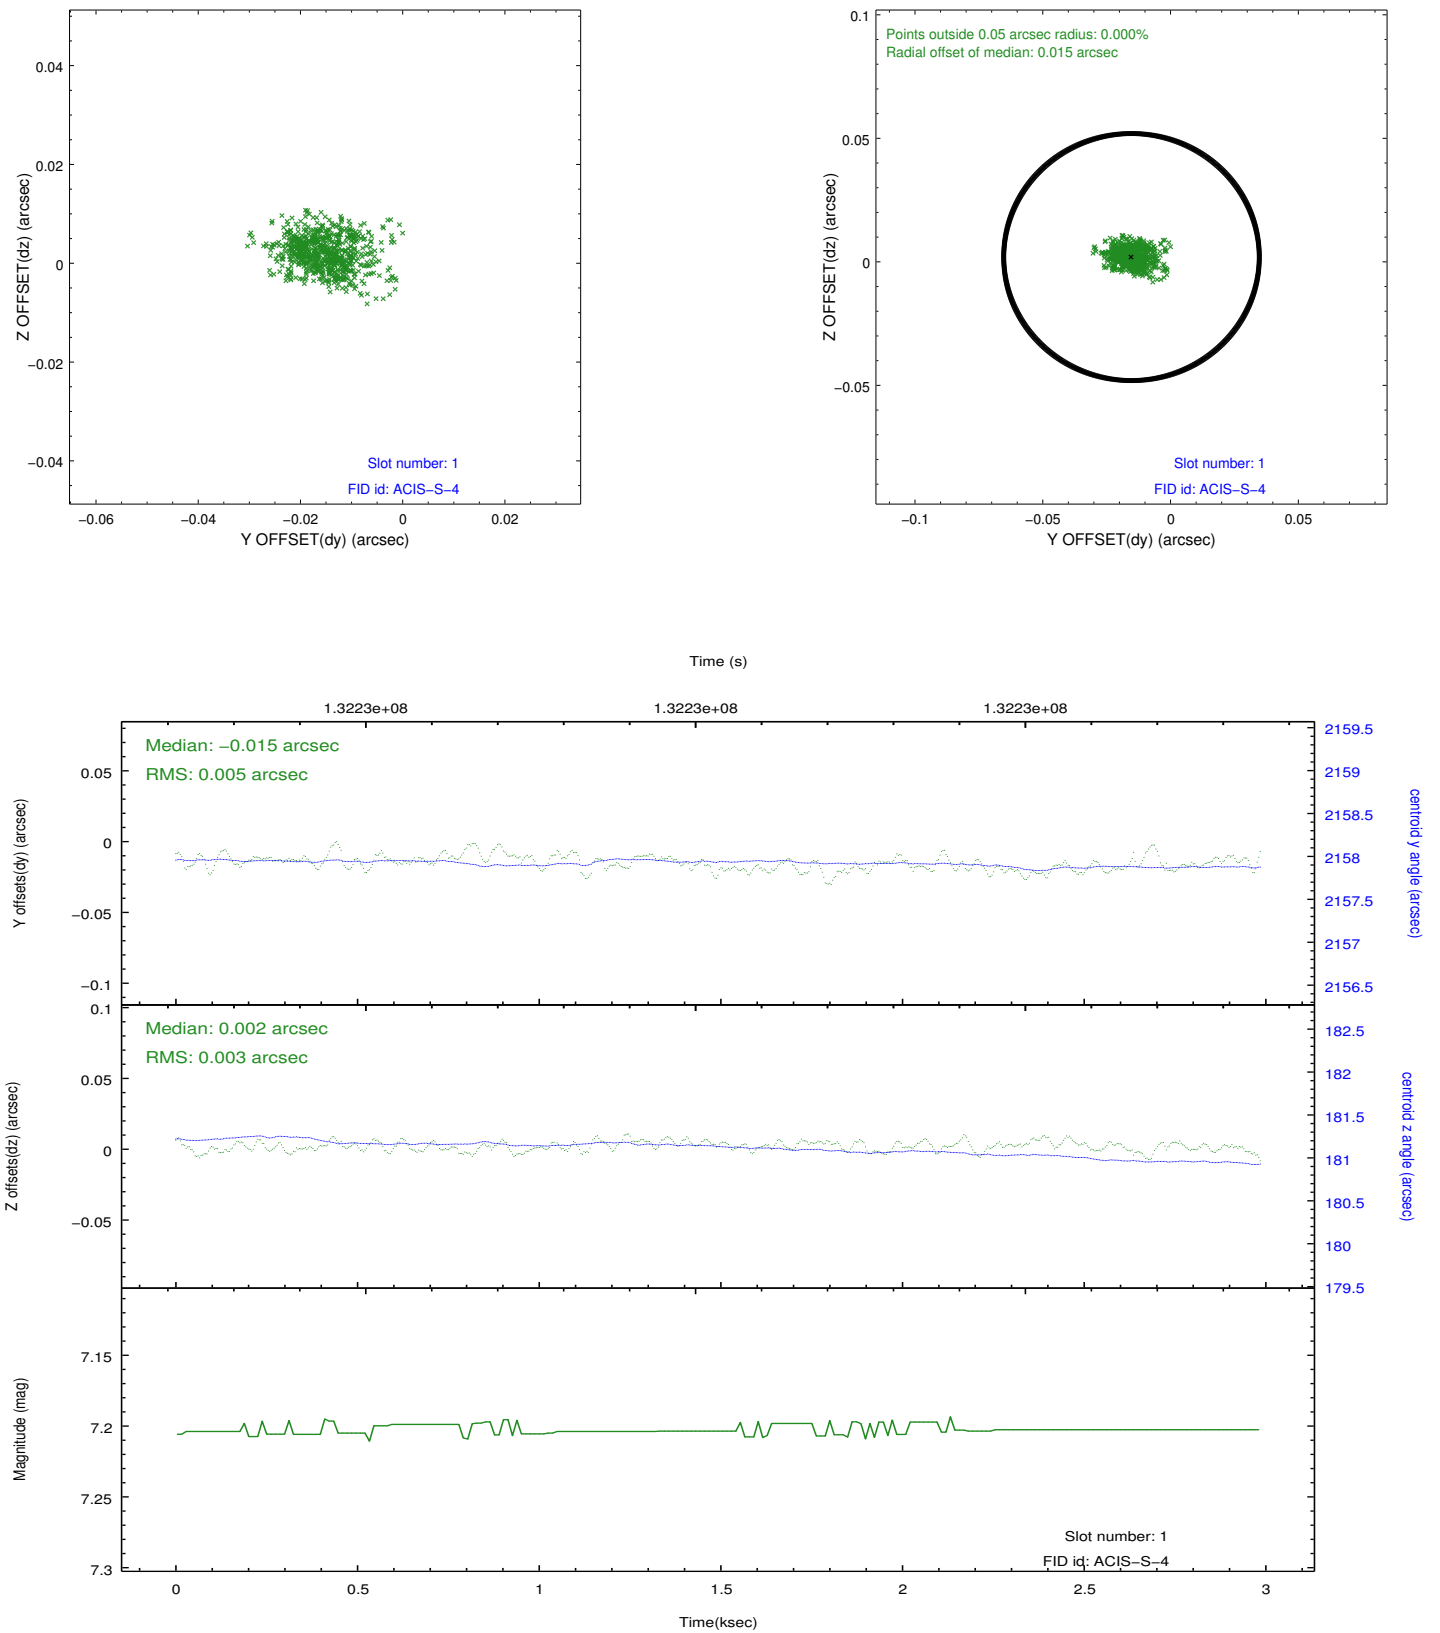 0.04
0.02
0
−0.02
−0.04
Z OFFSET(dz) (arcsec)
Slot number: 1
FID id: ACIS−S−4
−0.06
−0.04
−0.02
0
0.02
Y OFFSET(dy) (arcsec)
0.1
0.05
0
−0.05
Z OFFSET(dz) (arcsec)
Points outside 0.05 arcsec radius: 0.000%
Radial offset of median: 0.015 arcsec
Slot number: 1
FID id: ACIS−S−4
−0.1
−0.05
0
0.05
Y OFFSET(dy) (arcsec)
Time (s)
1.3223e+08
1.3223e+08
1.3223e+08
Median: −0.015 arcsec
RMS: 0.005 arcsec
0.05
0
−0.05
−0.1
Y offsets(dy) (arcsec)
2159.5
2159
2158.5
2158
2157.5
2157
2156.5
centroid y angle (arcsec)
Median: 0.002 arcsec
RMS: 0.003 arcsec
0.1
0.05
0
−0.05
Z offsets(dz) (arcsec)
182.5
182
181.5
181
180.5
180
179.5
centroid z angle (arcsec)
7.15
7.2
7.25
7.3
Magnitude (mag)
Slot number: 1
FID id: ACIS−S−4
0
0.5
1
1.5
2
2.5
3
Time(ksec)